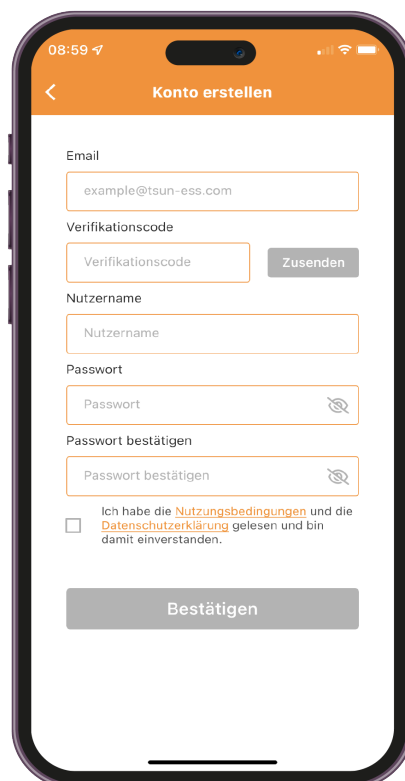 08:59
Konto erstellen
Email
example@tsun-ess.com
Verifikationscode
Verifikationscode
Zusenden
Nutzername
Nutzername
Passwort
Passwort
Passwort bestätigen
Passwort bestätigen
Ich habe die Nutzungsbedingungen und die
Datenschutzerklärung gelesen und bin
damit einverstanden.
Bestätigen